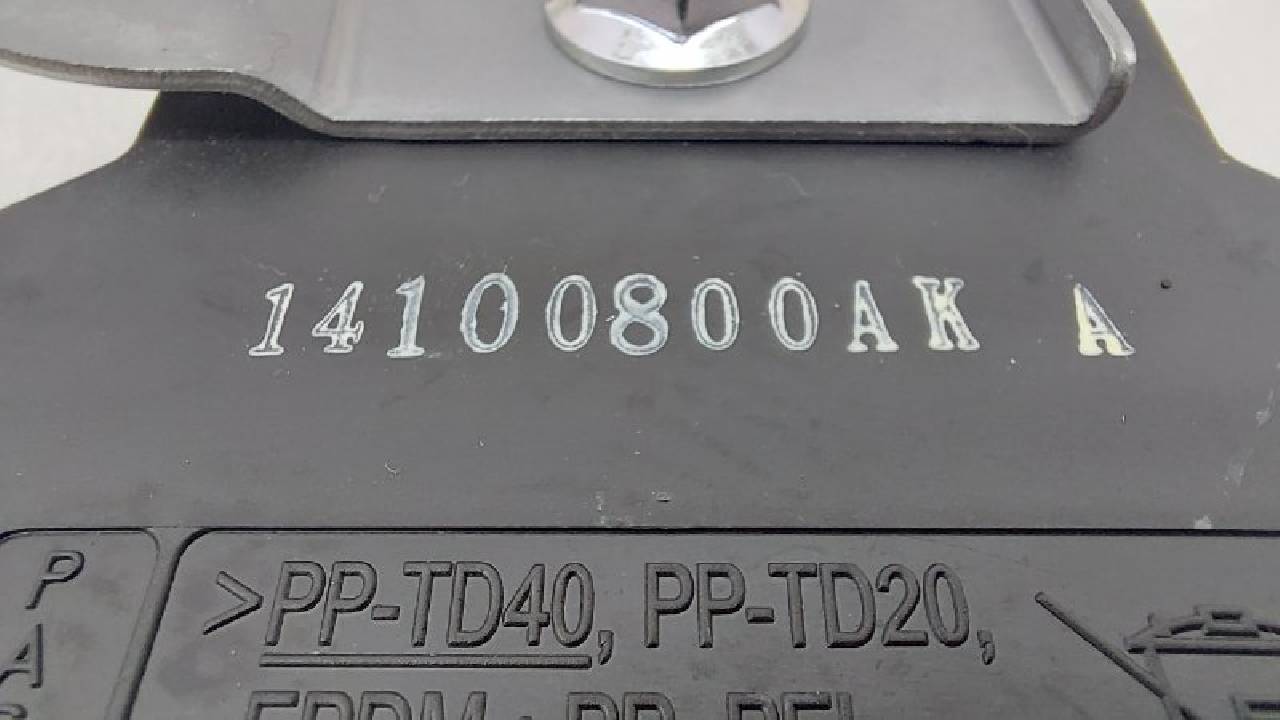 14100800AK A
>PP-TD40, PP-TD20,
P
A